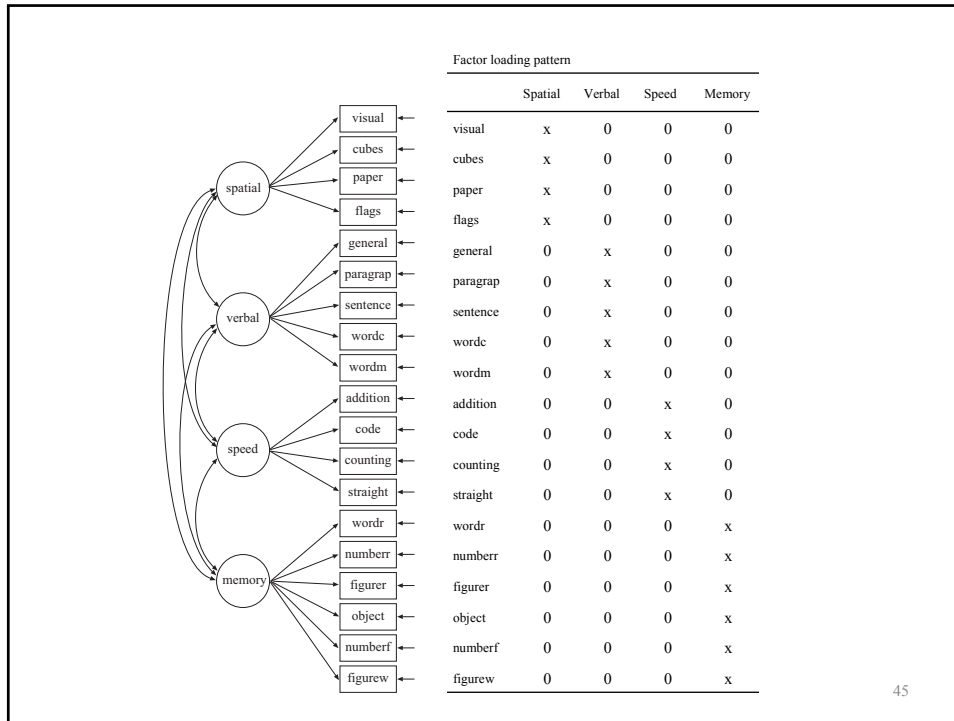 Factor loading pattern
Spatial Verbal Speed Memory
visual x 0 0 0
cubes x 0 0 0
paper x 0 0 0
flags x 0 0 0
general 0 x 0 0
paragrap 0 x 0 0
sentence 0 x 0 0
wordc 0 x 0 0
wordm 0 x 0 0
addition 0 0 x 0
code 0 0 x 0
counting 0 0 x 0
straight 0 0 x 0
wordr 0 0 0 x
numberr 0 0 0 x
figurer 0 0 0 x
object 0 0 0 x
numberf 0 0 0 x
figurew 0 0 0 x
spatial
verbal
speed
memory
visual
cubes
paper
flags
general
paragrap
sentence
wordc
wordm
addition
code
counting
straight
wordr
numberr
figurer
object
numberf
figurew
45